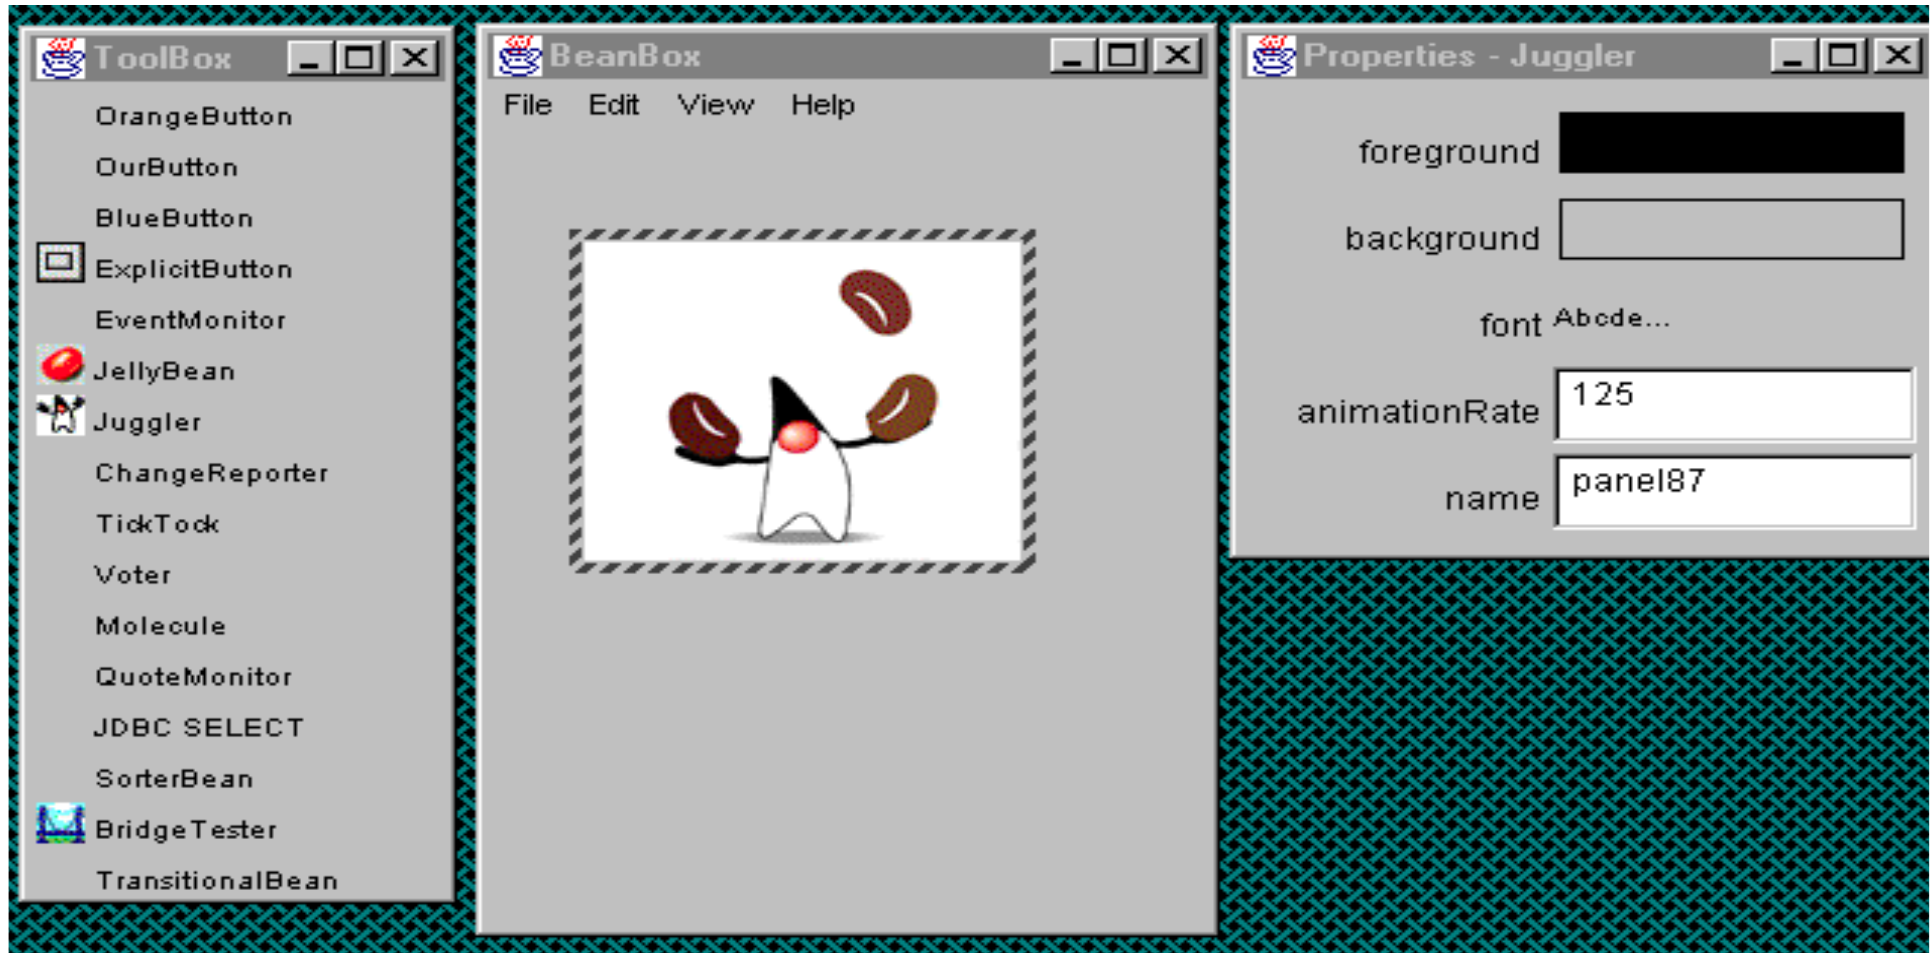 ToolBox
OrangeButton
OurButton
BlueButton
ExplicitButton
EventMonitor
JellyBean
Juggler
ChangeReporter
TickTock
Voter
Molecule
QuoteMonitor
JDBC SELECT
SorterBean
BridgeTester
TransitionalBean
BeanBox
File Edit View Help
Properties - Juggler
foreground
background
font Abcde...
animationRate 125
name panel87